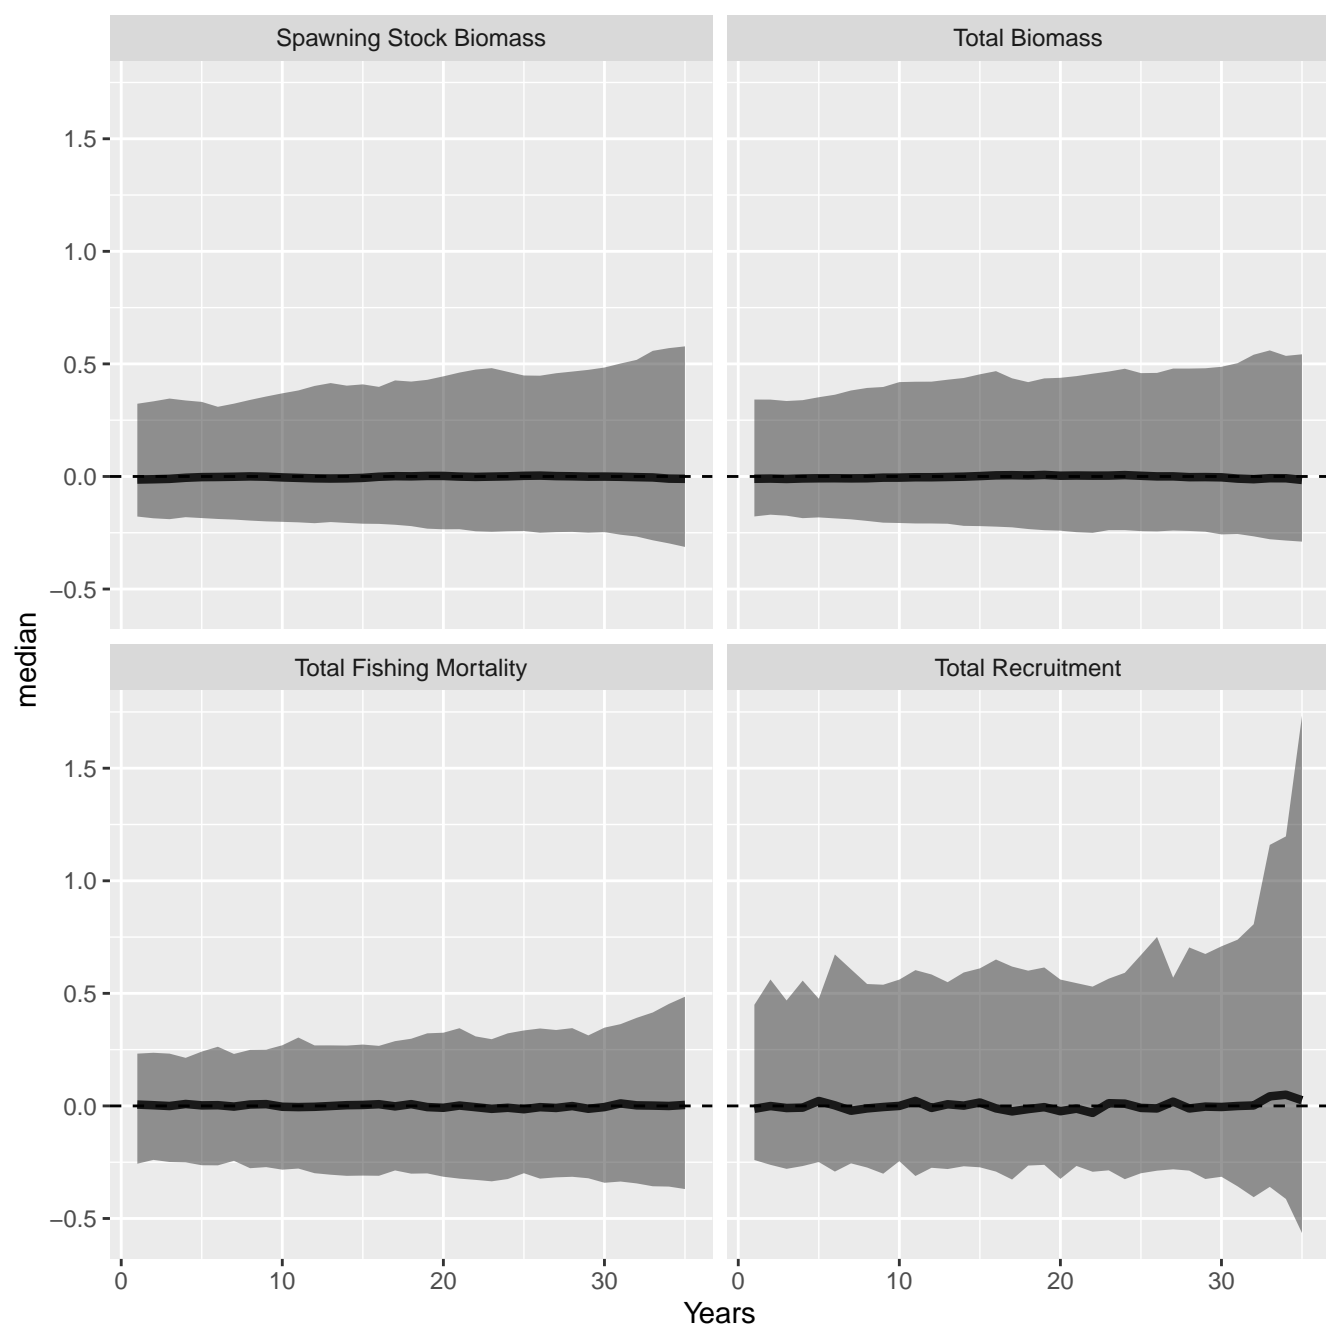 Spawning Stock Biomass
Total Biomass
1.5
1.0
0.5
0.0
−0.5
median
Total Fishing Mortality
Total Recruitment
1.5
1.0
0.5
0.0
−0.5
0 10 20 30
0 10 20 30
Years